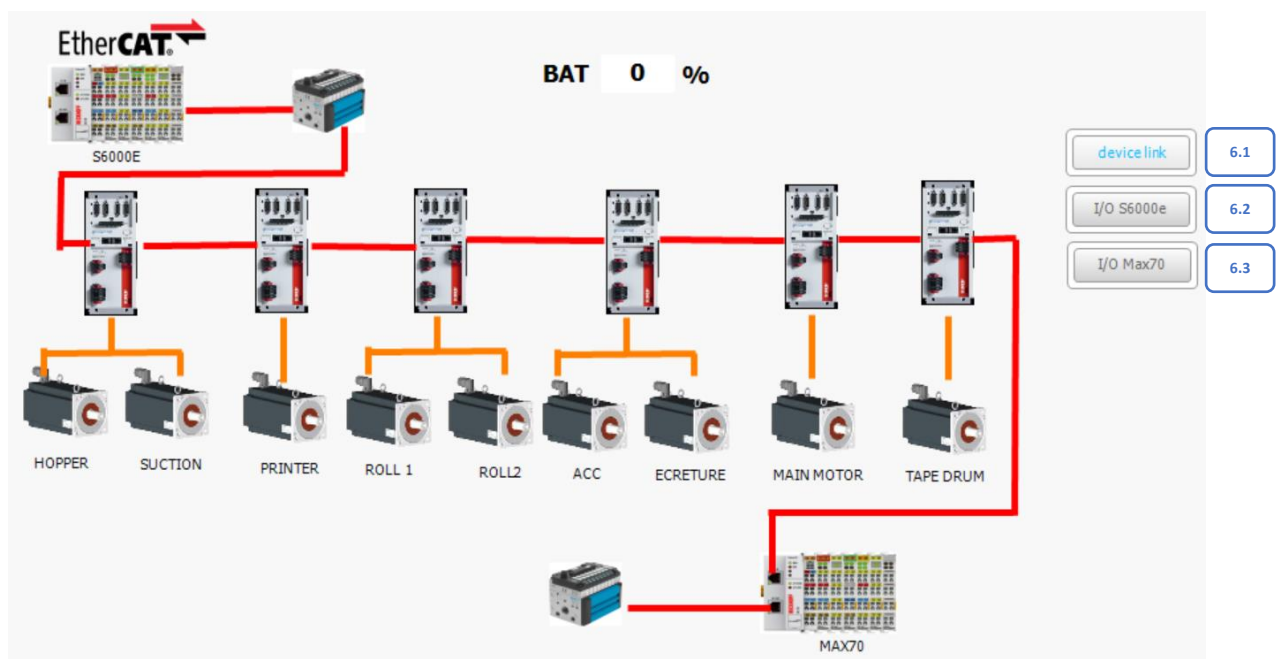 EtherCAT®
BAT 0 %
S6000E
device link 6.1
I/O S6000e 6.2
I/O Max70 6.3
HOPPER SUCTION PRINTER ROLL 1 ROLL2 ACC ECRETURE MAIN MOTOR TAPE DRUM
MAX70